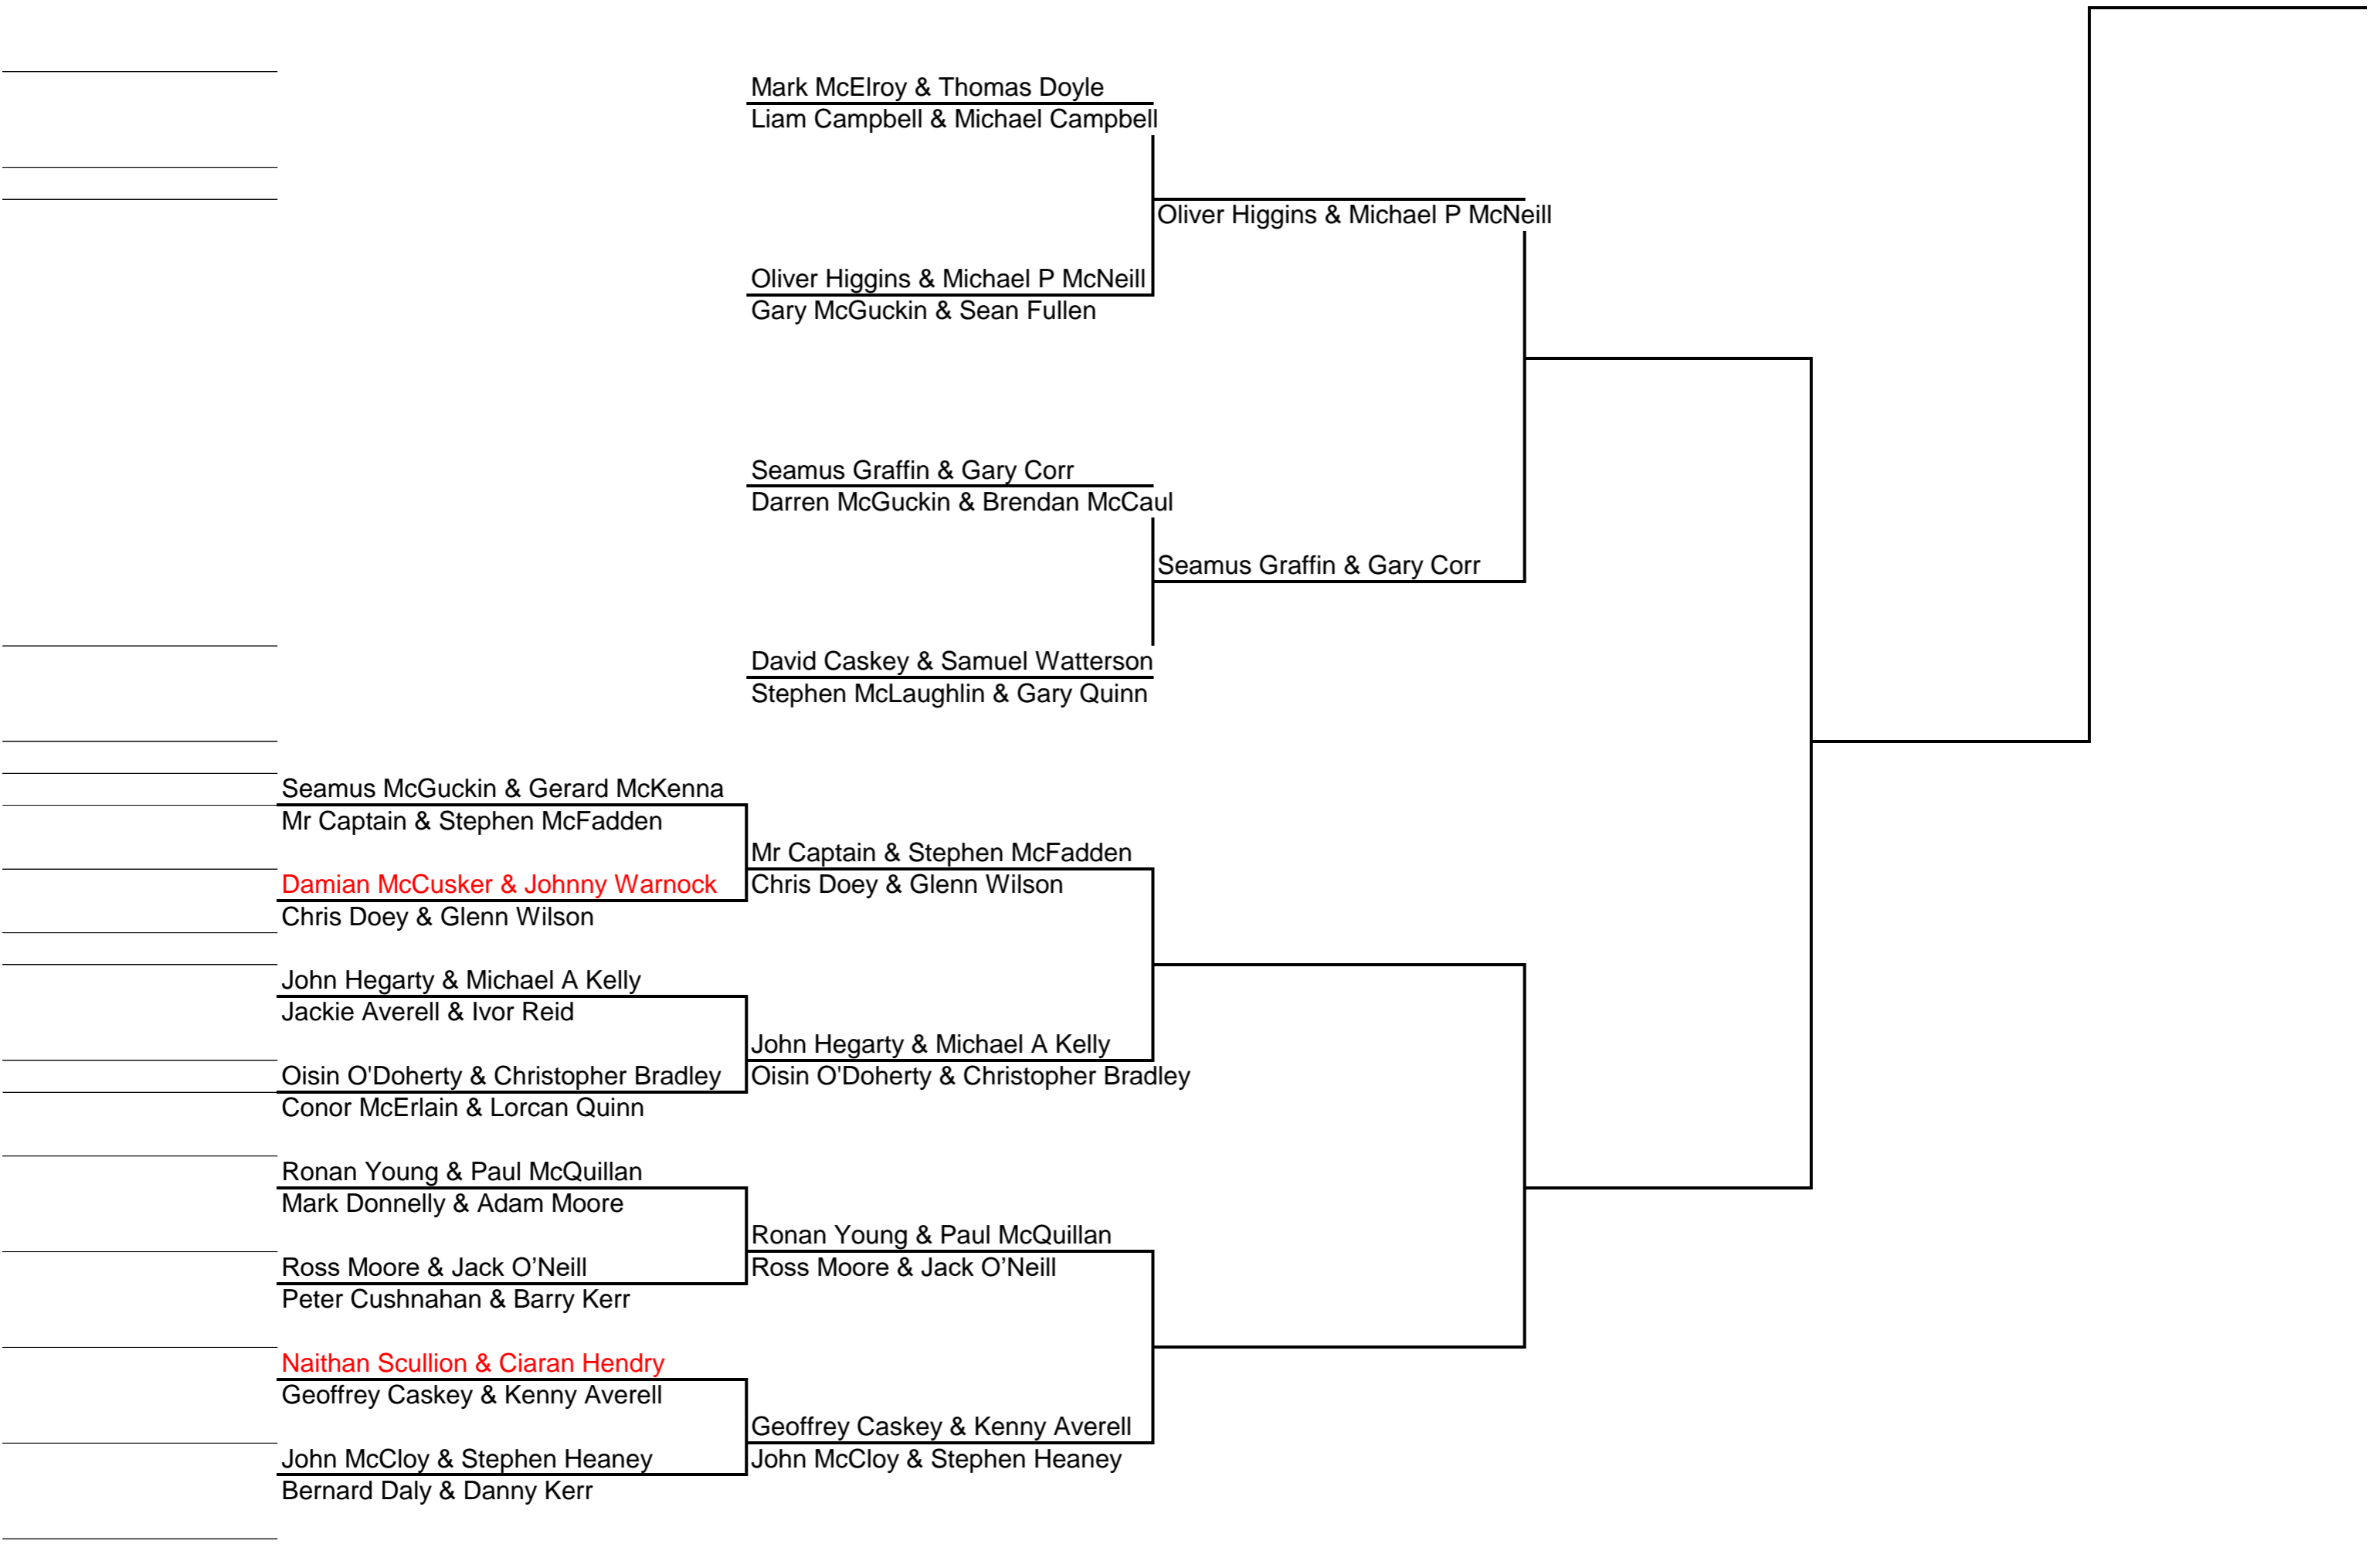 Mark McElroy & Thomas Doyle
Liam Campbell & Michael Campbell
Oliver Higgins & Michael P McNeill
Oliver Higgins & Michael P McNeill
Gary McGuckin & Sean Fullen
Seamus Graffin & Gary Corr
Darren McGuckin & Brendan McCaul
Seamus Graffin & Gary Corr
David Caskey & Samuel Watterson
Stephen McLaughlin & Gary Quinn
Seamus McGuckin & Gerard McKenna
Mr Captain & Stephen McFadden
Mr Captain & Stephen McFadden
Damian McCusker & Johnny Warnock
Chris Doey & Glenn Wilson
Chris Doey & Glenn Wilson
John Hegarty & Michael A Kelly
Jackie Averell & Ivor Reid
John Hegarty & Michael A Kelly
Oisin O'Doherty & Christopher Bradley
Oisin O'Doherty & Christopher Bradley
Conor McErlain & Lorcan Quinn
Ronan Young & Paul McQuillan
Mark Donnelly & Adam Moore
Ronan Young & Paul McQuillan
Ross Moore & Jack O’Neill
Ross Moore & Jack O’Neill
Peter Cushnahan & Barry Kerr
Naithan Scullion & Ciaran Hendry
Geoffrey Caskey & Kenny Averell
Geoffrey Caskey & Kenny Averell
John McCloy & Stephen Heaney
John McCloy & Stephen Heaney
Bernard Daly & Danny Kerr